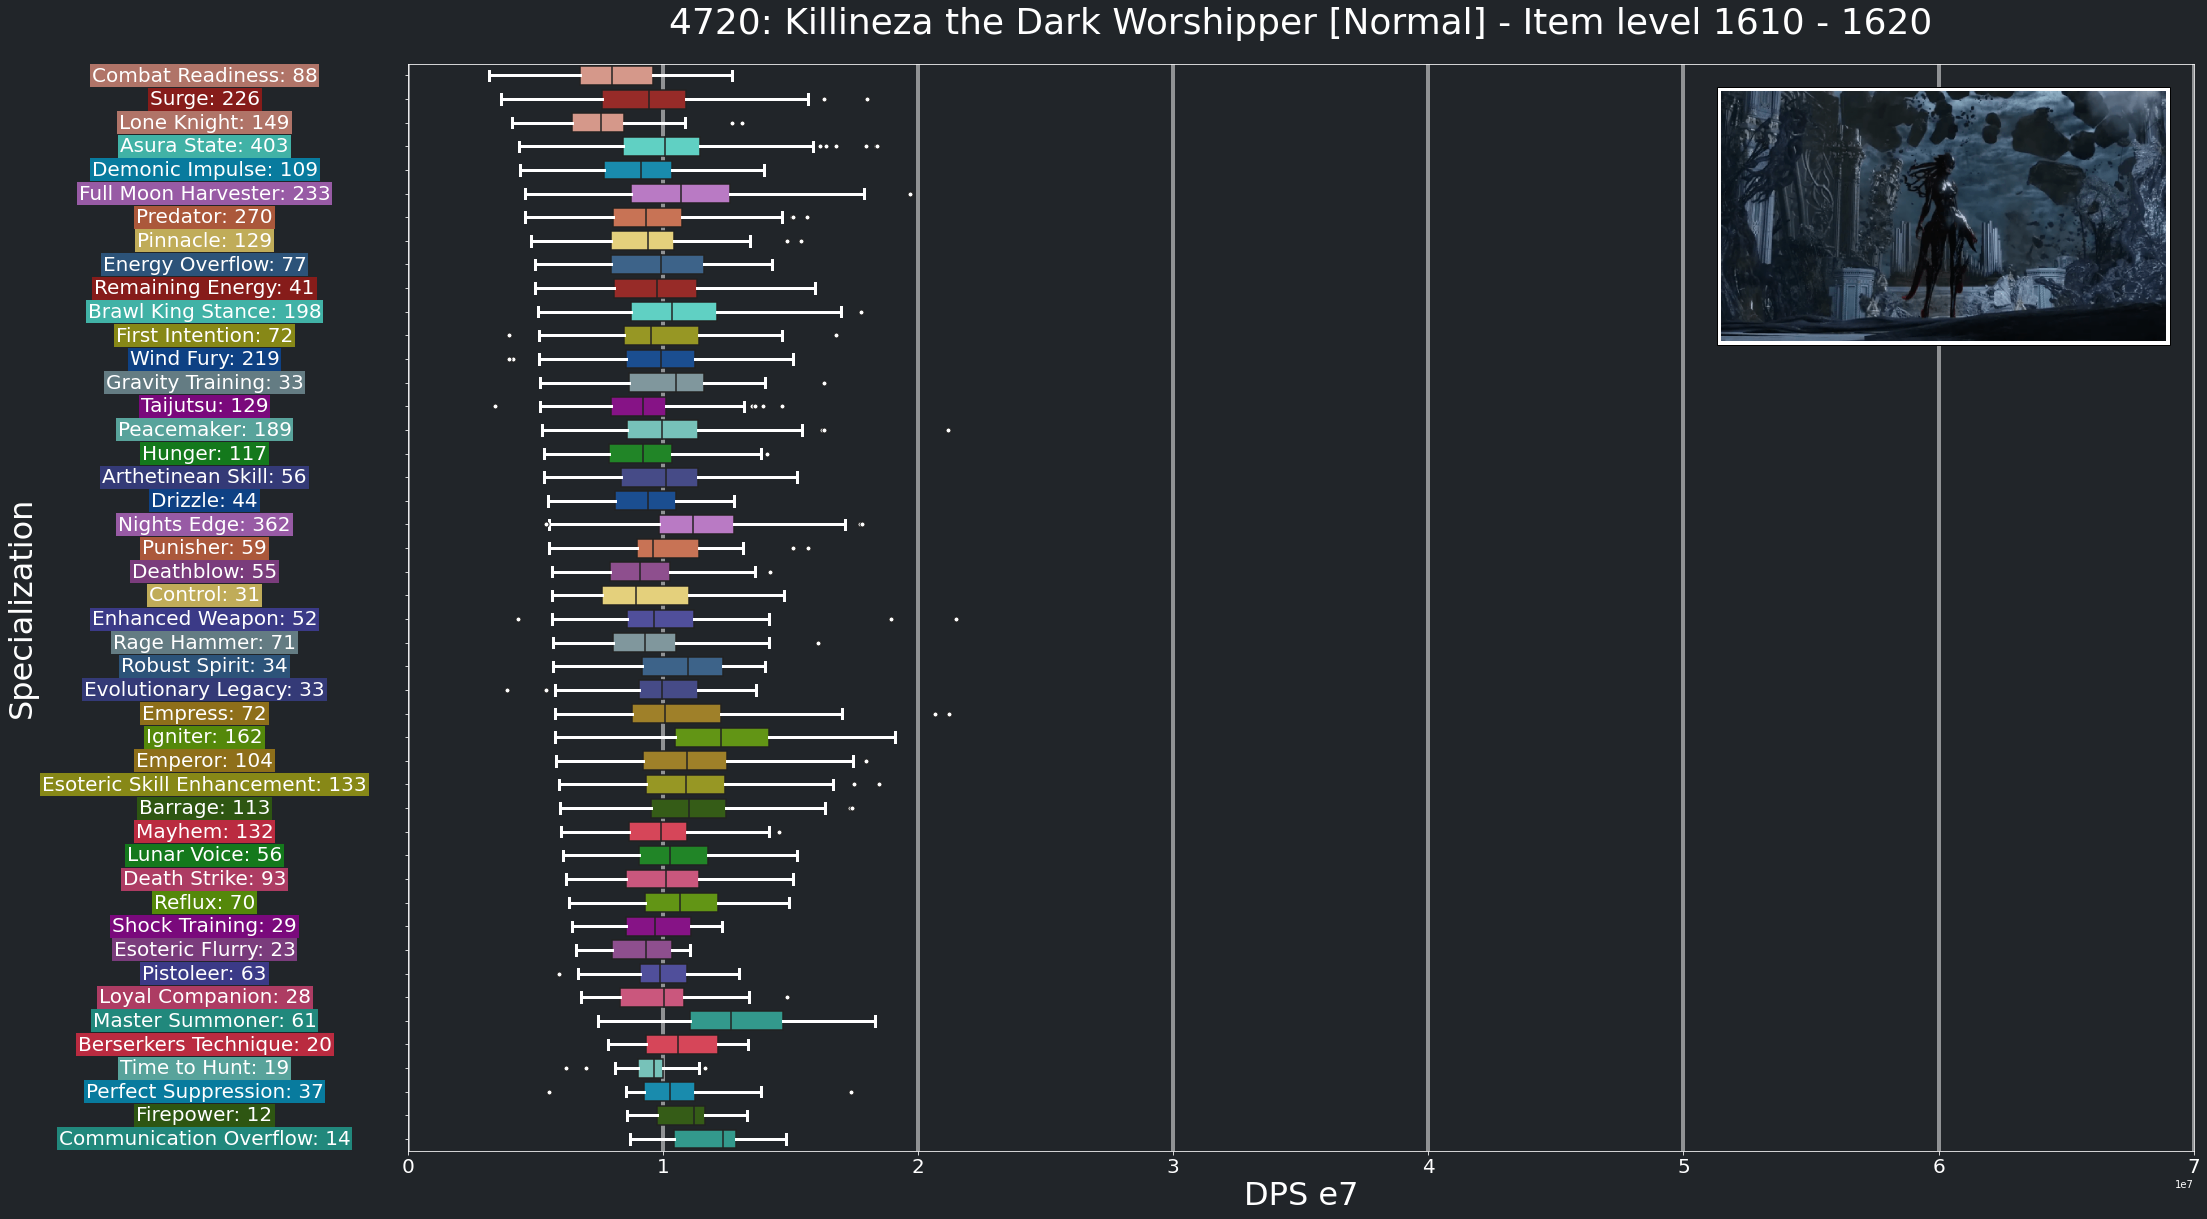 4720: Killineza the Dark Worshipper [Normal] - Item level 1610 - 1620
Specialization
Combat Readiness: 88
Surge: 226
Lone Knight: 149
Asura State: 403
Demonic Impulse: 109
Full Moon Harvester: 233
Predator: 270
Pinnacle: 129
Energy Overflow: 77
Remaining Energy: 41
Brawl King Stance: 198
First Intention: 72
Wind Fury: 219
Gravity Training: 33
Taijutsu: 129
Peacemaker: 189
Hunger: 117
Arthetinean Skill: 56
Drizzle: 44
Nights Edge: 362
Punisher: 59
Deathblow: 55
Control: 31
Enhanced Weapon: 52
Rage Hammer: 71
Robust Spirit: 34
Evolutionary Legacy: 33
Empress: 72
Igniter: 162
Emperor: 104
Esoteric Skill Enhancement: 133
Barrage: 113
Mayhem: 132
Lunar Voice: 56
Death Strike: 93
Reflux: 70
Shock Training: 29
Esoteric Flurry: 23
Pistoleer: 63
Loyal Companion: 28
Master Summoner: 61
Berserkers Technique: 20
Time to Hunt: 19
Perfect Suppression: 37
Firepower: 12
Communication Overflow: 14
0 1 2 3 4 5 6 7
1e7
DPS e7